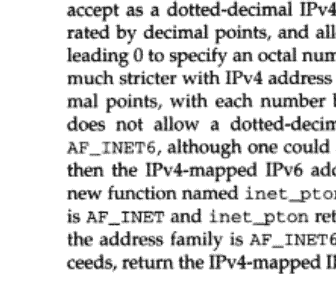 accept as a dotted-decimal IPv4
rated by decimal points, and all
leading 0 to specify an octal num
much stricter with IPv4 address
mal points, with each number b
does not allow a dotted-decim
AF_INET6, although one could
then the IPv4-mapped IPv6 add
new function named inet_pton
is AF_INET and inet_pton ret
the address family is AF_INET6
ceeds, return the IPv4-mapped I